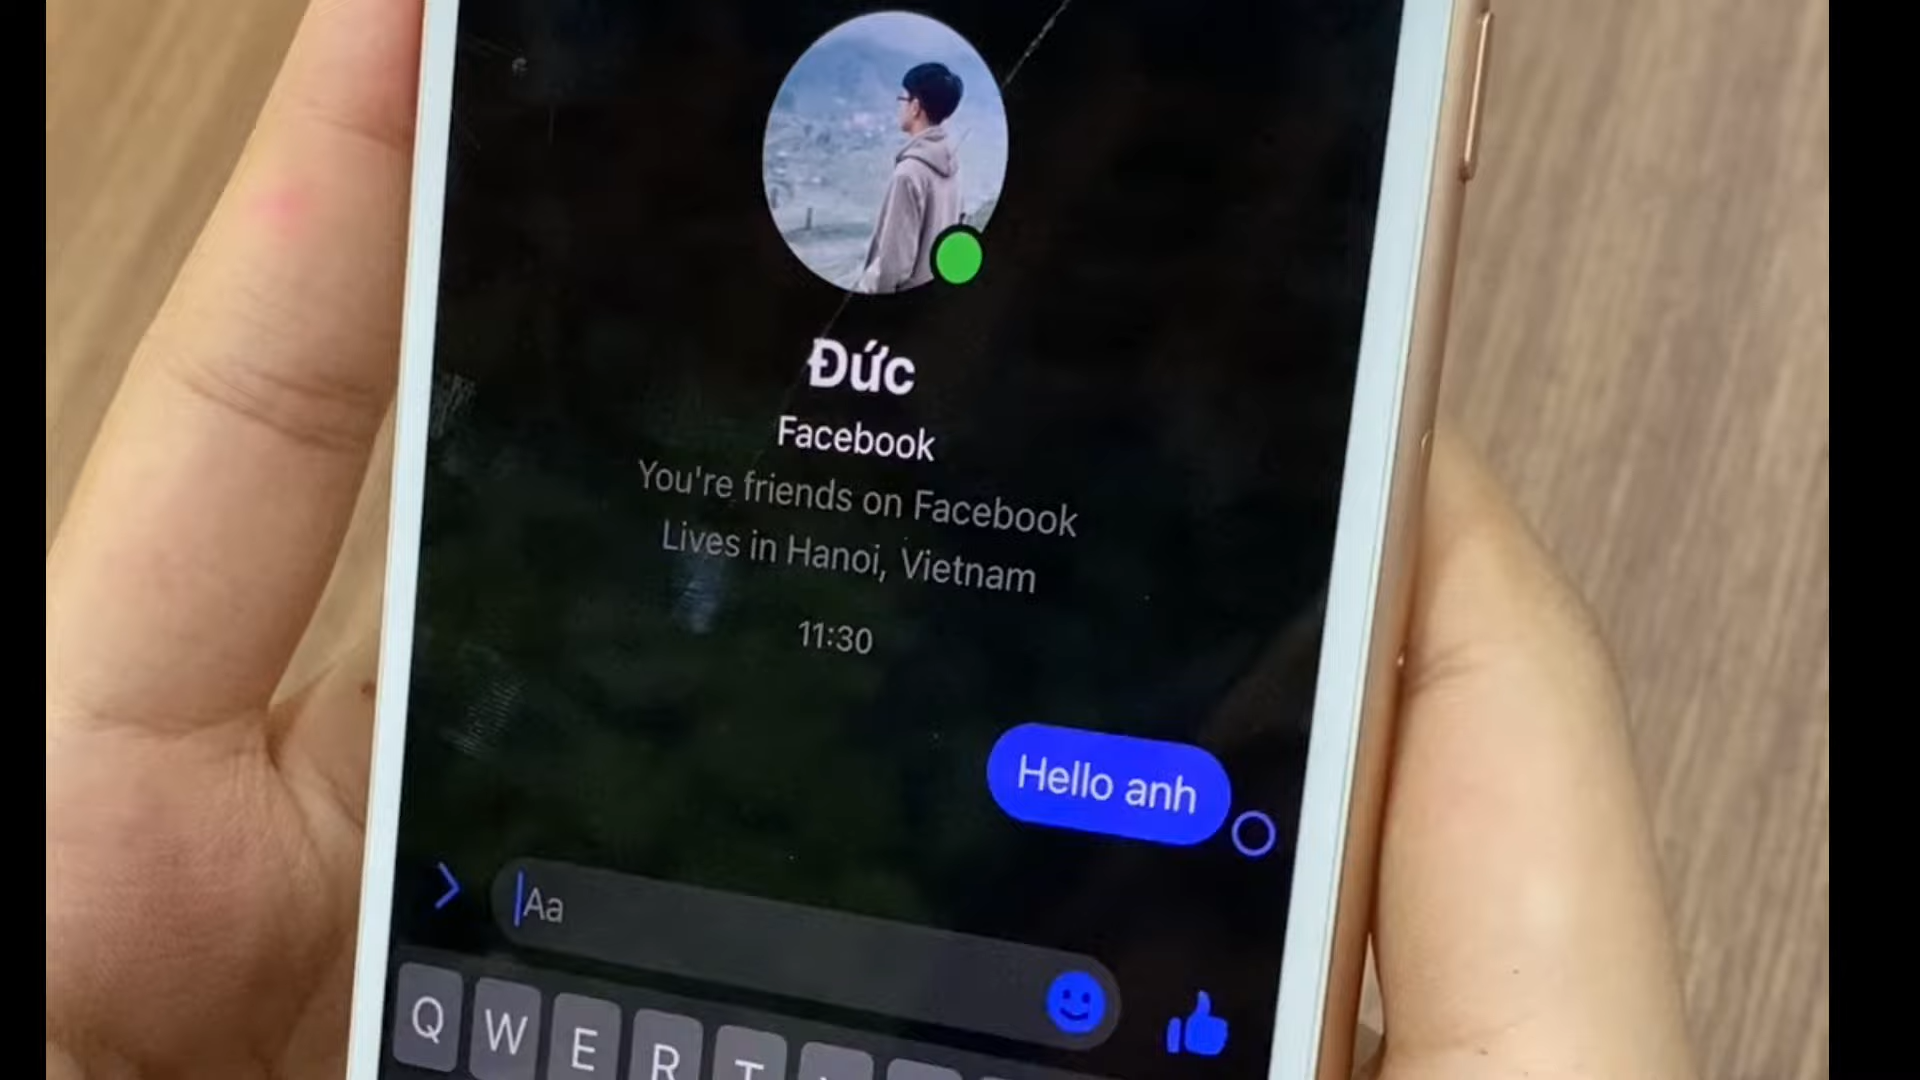 Đức
Facebook
You're friends on Facebook
Lives in Hanoi, Vietnam
11:30
Hello anh
Aa
Q W E R T